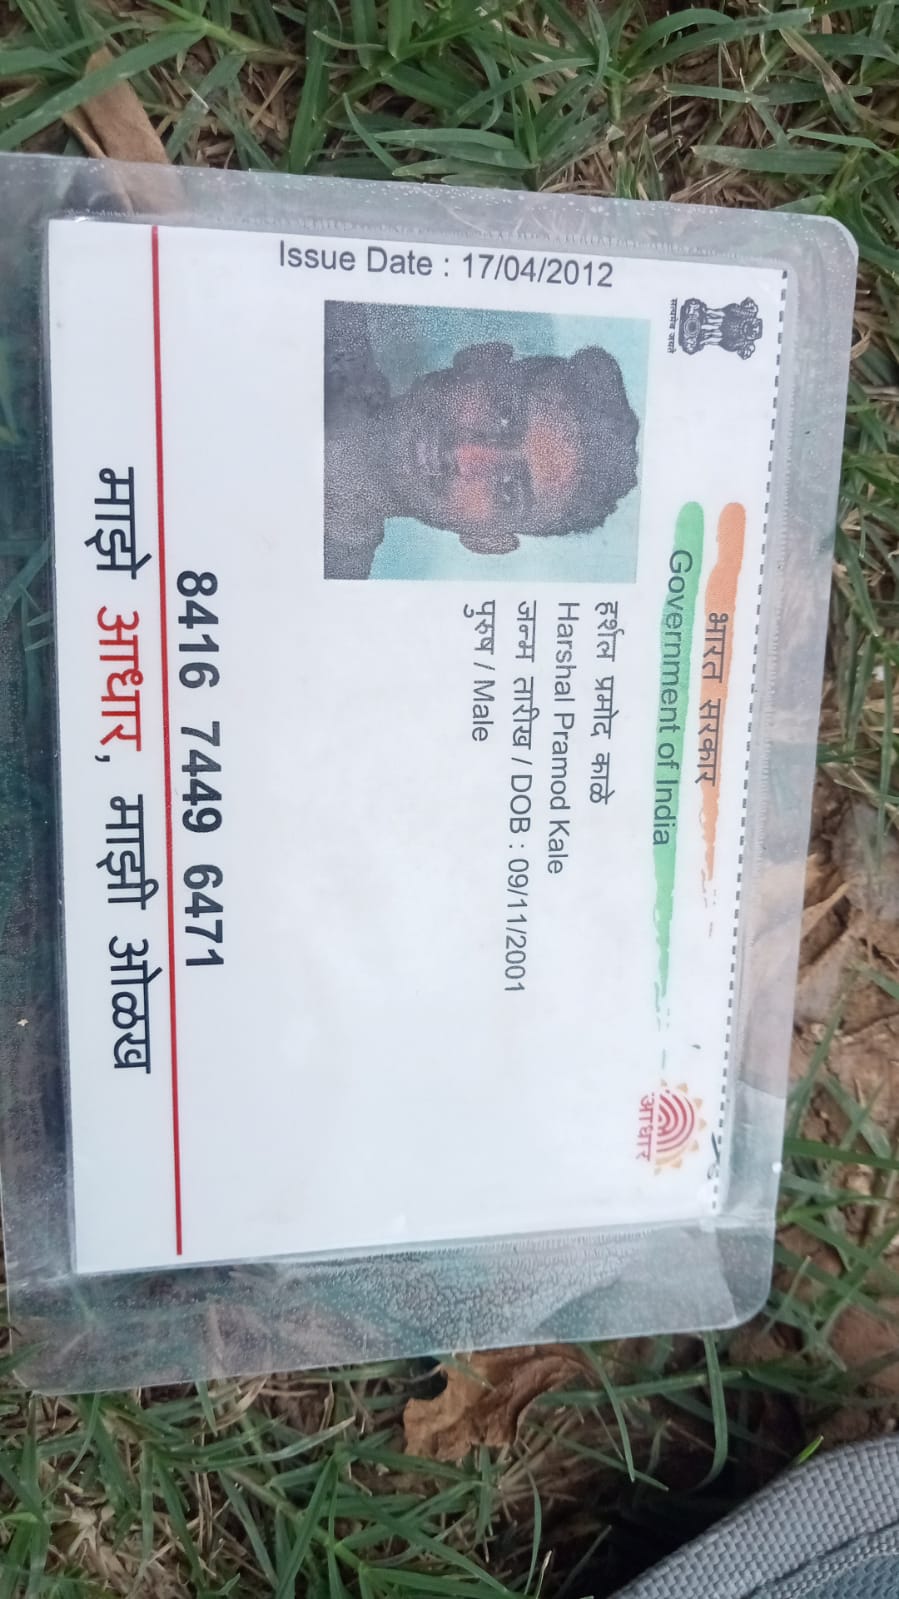 भारत सरकार
Government of India
सत्यमेव जयते
आधार
Issue Date : 17/04/2012
हर्शल प्रमोद काळे
Harshal Pramod Kale
जन्म तारीख / DOB : 09/11/2001
पुरुष / Male
8416 7449 6471
माझे आधार, माझी ओळख